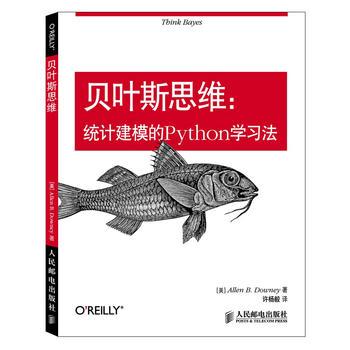 O'REILLY®
贝叶斯思维
[美] Allen B. Downey 著
人民邮电出版社
Think Bayes
贝叶斯思维:
统计建模的Python学习法
O'REILLY®
[美] Allen B. Downey 著
许杨毅 译
人民邮电出版社
POSTS & TELECOM PRESS